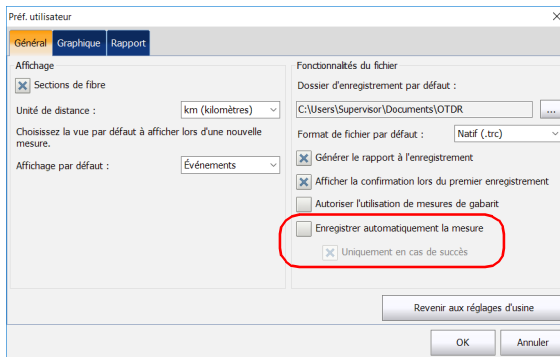 Préf. utilisateur
Général Graphique Rapport
Affichage
Sections de fibre
Unité de distance : km (kilomètres)
Choisissez la vue par défaut à afficher lors d'une nouvelle
mesure.
Affichage par défaut : Événements
Fonctionnalités du fichier
Dossier d'enregistrement par défaut :
C:\Users\Supervisor\Documents\OTDR ...
Format de fichier par défaut : Natif (.trc)
Générer le rapport à l'enregistrement
Afficher la confirmation lors du premier enregistrement
Autoriser l'utilisation de mesures de gabarit
Enregistrer automatiquement la mesure
Uniquement en cas de succès
Revenir aux réglages d'usine
OK Annuler